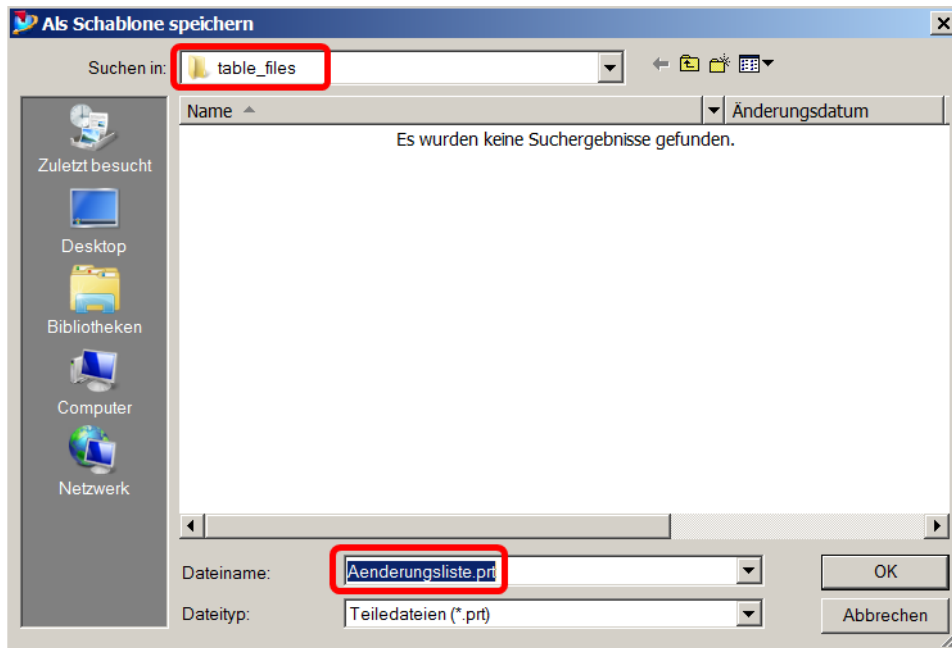 Als Schablone speichern
Suchen in: table_files
Name Änderungsdatum
Es wurden keine Suchergebnisse gefunden.
Zuletzt besucht
Desktop
Bibliotheken
Computer
Netzwerk
Dateiname: Aenderungsliste.prt OK
Dateityp: Teiledateien (*.prt) Abbrechen